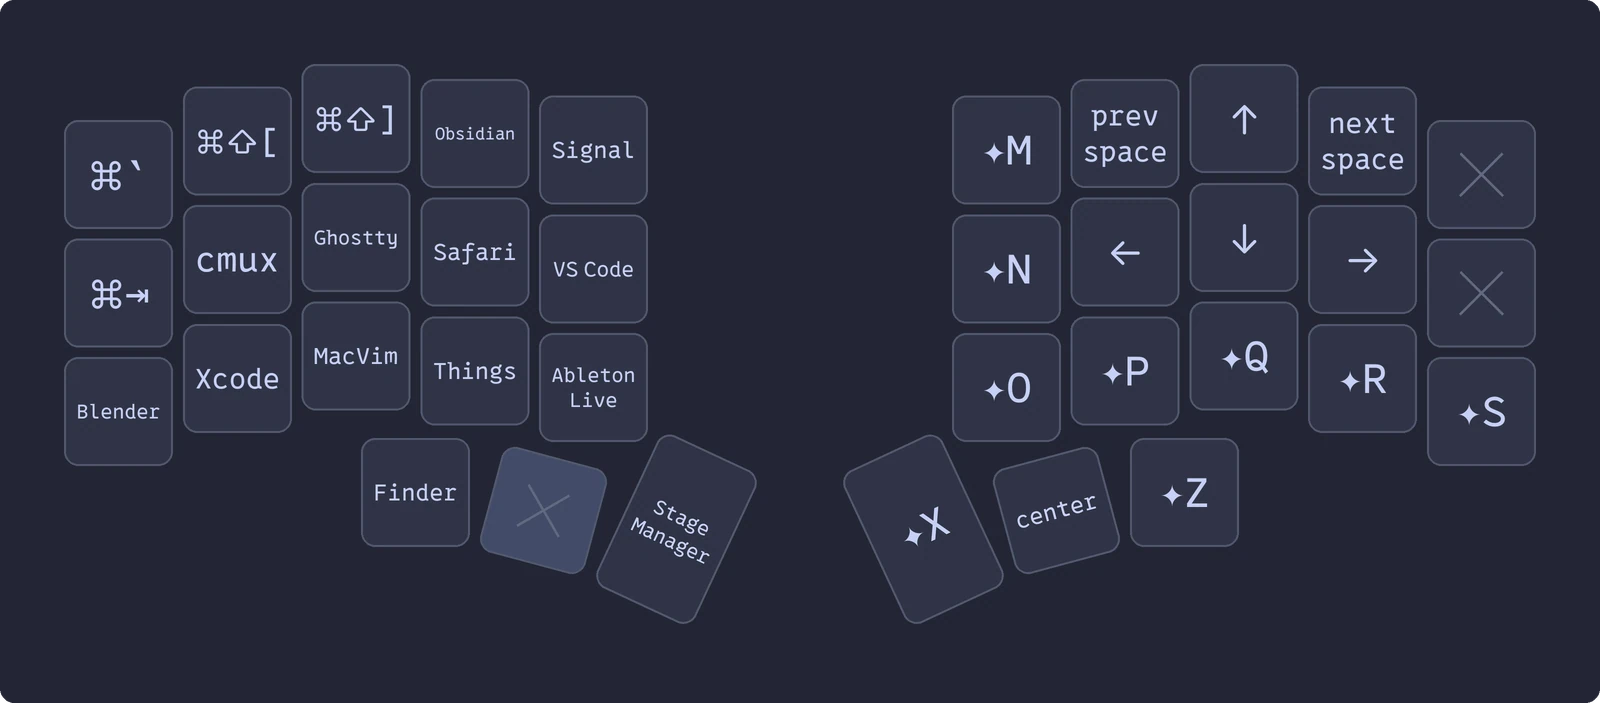 ⌘`
⌘⇧[
⌘⇧]
Obsidian
Signal
⌘⇥
cmux
Ghostty
Safari
VS Code
Blender
Xcode
MacVim
Things
Ableton
Live
Finder
Stage
Manager
✦M
prev
space
↑
next
space
✦N
←
↓
→
✦O
✦P
✦Q
✦R
✦S
✦X
center
✦Z